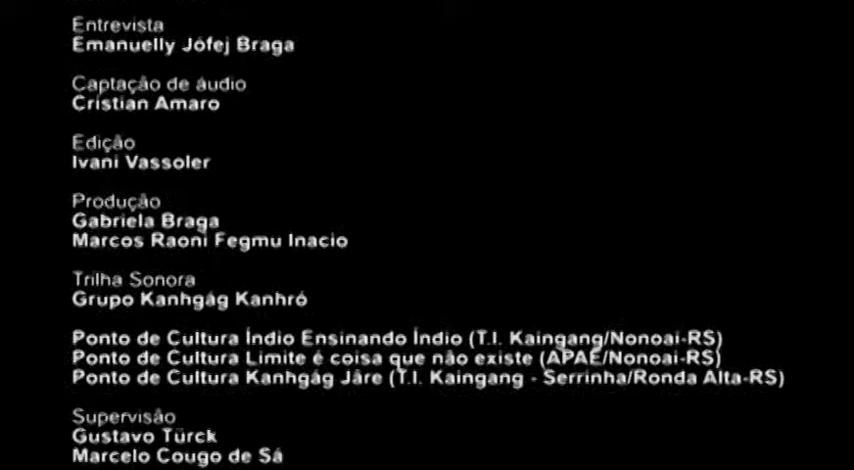 Entrevista
Emanuelly Jófej Braga
Captação de áudio
Cristian Amaro
Edição
Ivani Vassoler
Produção
Gabriela Braga
Marcos Raoni Fegmu Inacio
Trilha Sonora
Grupo Kanhgág Kanhró
Ponto de Cultura Índio Ensinando Índio (T.I. Kaingang/Nonoai-RS)
Ponto de Cultura Limite é coisa que não existe (APAE/Nonoai-RS)
Ponto de Cultura Kanhgág Jãre (T.I. Kaingang - Serrinha/Ronda Alta-RS)
Supervisão
Gustavo Türck
Marcelo Cougo de Sá